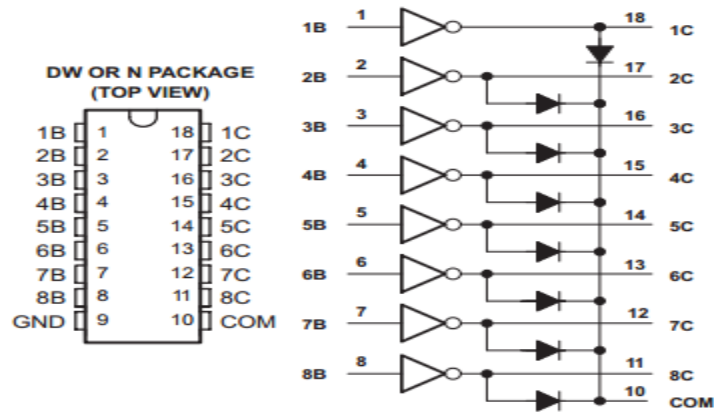 DW OR N PACKAGE
(TOP VIEW)
1B 1 18 1C
2B 2 17 2C
3B 3 16 3C
4B 4 15 4C
5B 5 14 5C
6B 6 13 6C
7B 7 12 7C
8B 8 11 8C
GND 9 10 COM
1B 1 18 1C
2B 2 17 2C
3B 3 16 3C
4B 4 15 4C
5B 5 14 5C
6B 6 13 6C
7B 7 12 7C
8B 8 11 8C
10 COM